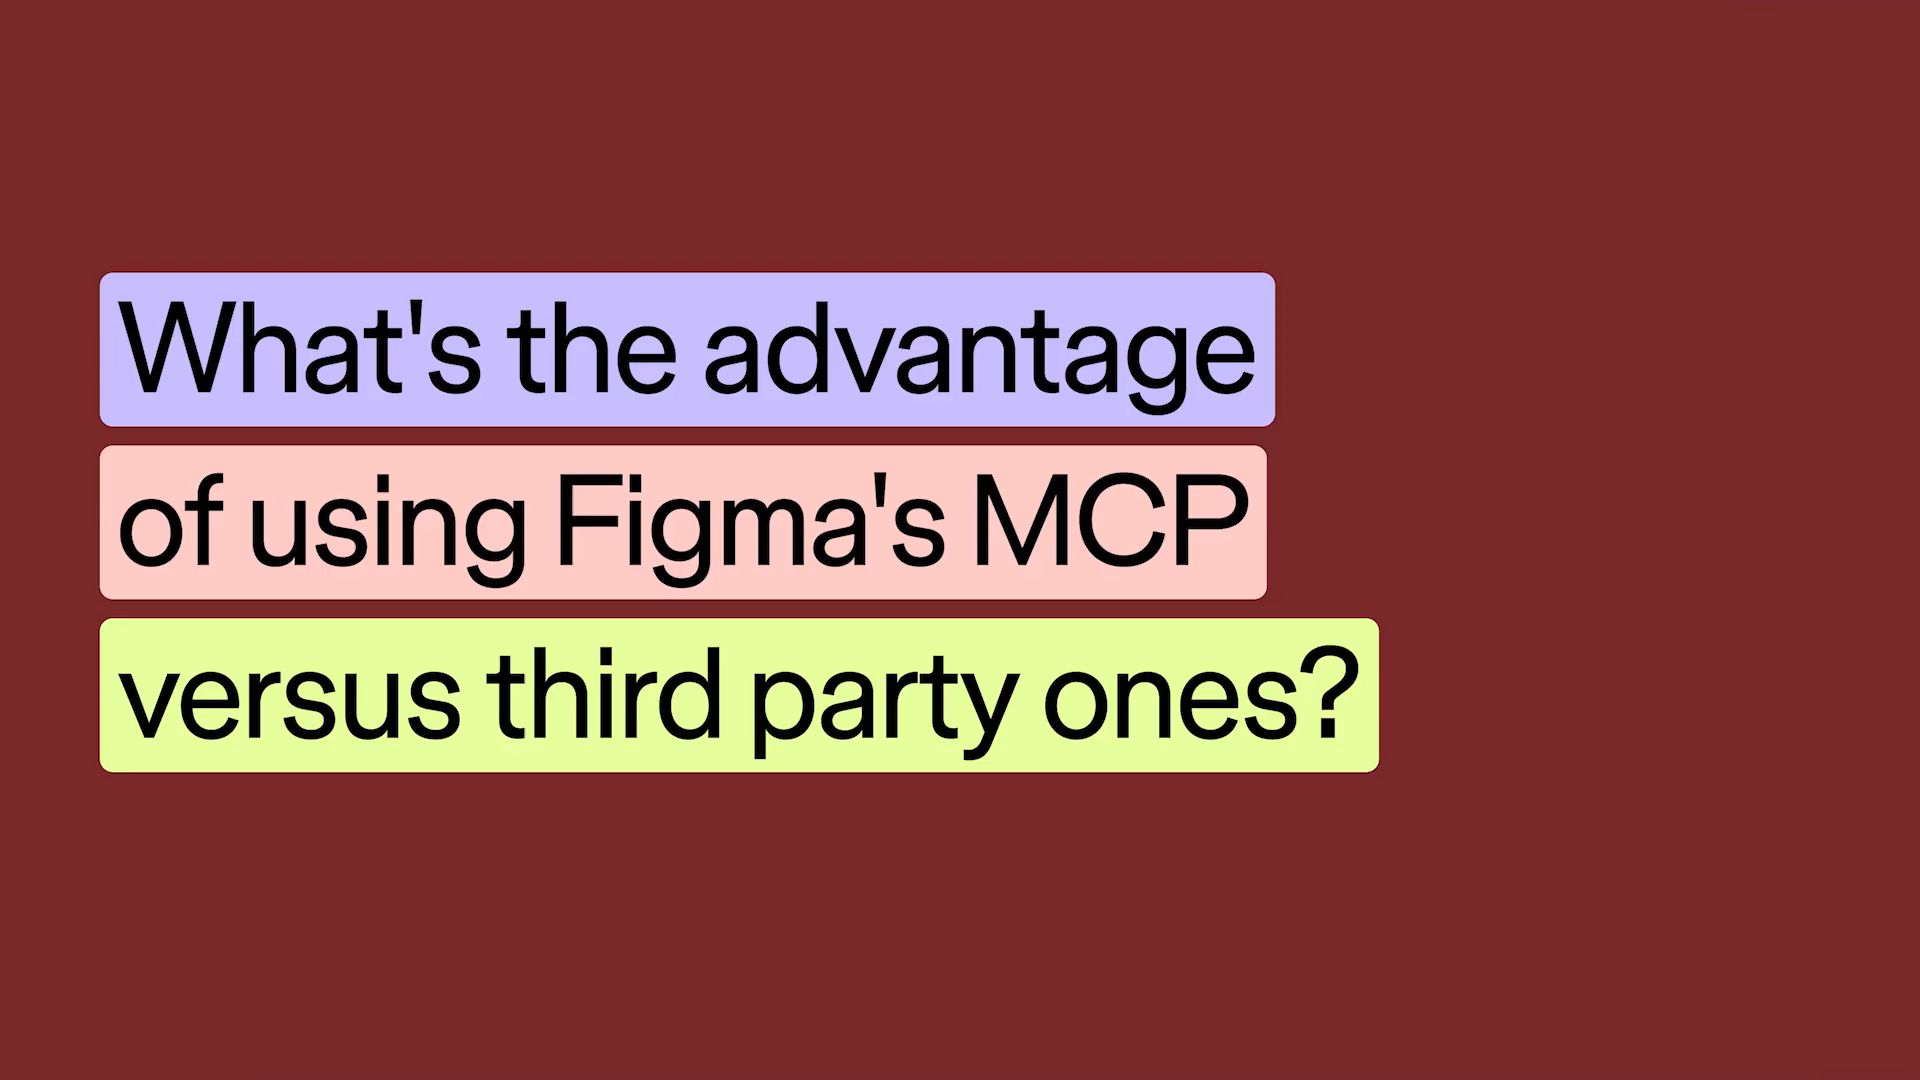 What's the advantage
of using Figma's MCP
versus third party ones?